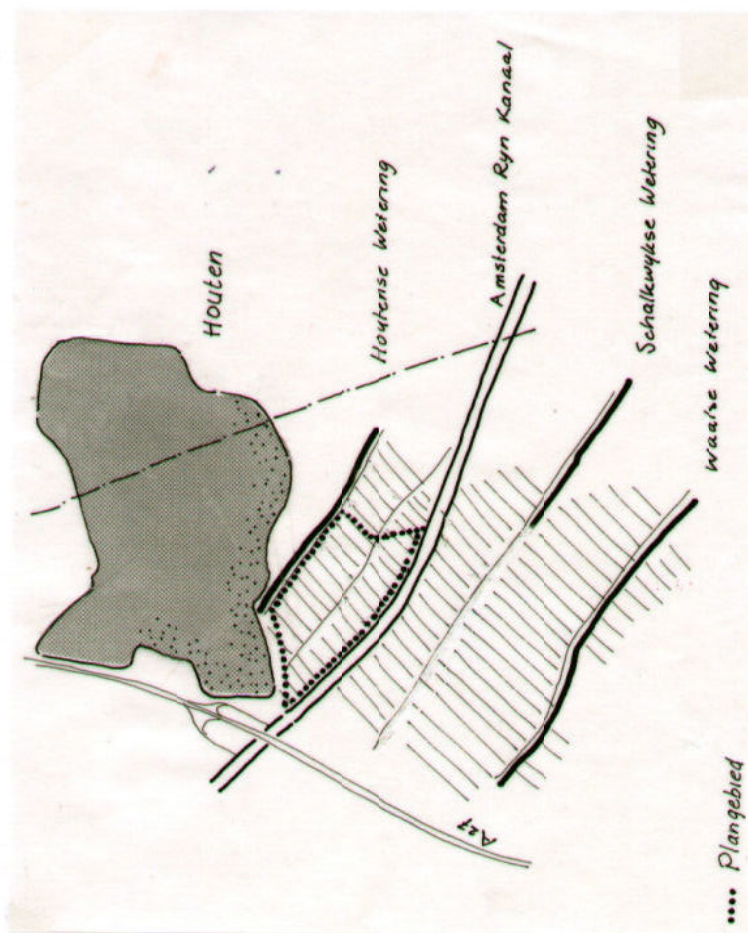 Houten
Houtense Wetering
Amsterdam Ryn Kanaal
Schalkwykse Wetering
Waalse Wetering
A27
Plangebied